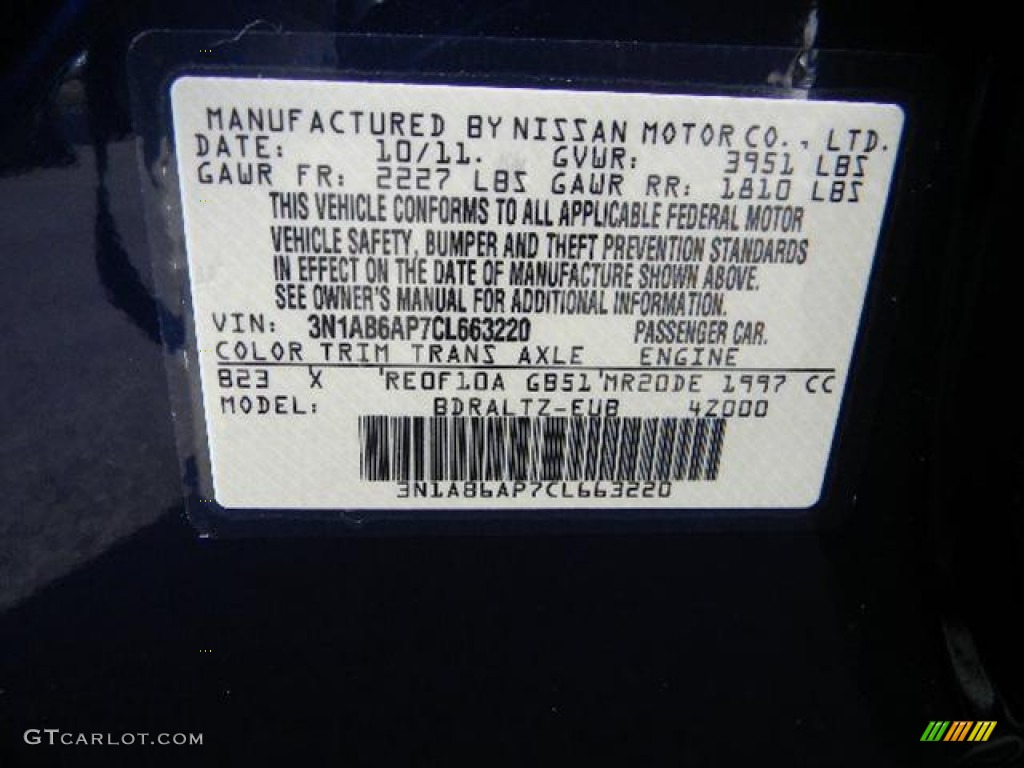 MANUFACTURED BY NISSAN MOTOR CO., LTD.
DATE: 10/11. GVWR: 3951 LBS
GAWR FR: 2227 LBS GAWR RR: 1810 LBS
THIS VEHICLE CONFORMS TO ALL APPLICABLE FEDERAL MOTOR
VEHICLE SAFETY, BUMPER AND THEFT PREVENTION STANDARDS
IN EFFECT ON THE DATE OF MANUFACTURE SHOWN ABOVE.
SEE OWNER'S MANUAL FOR ADDITIONAL INFORMATION.
VIN: 3N1AB6AP7CL663220 PASSENGER CAR.
COLOR TRIM TRANS AXLE ENGINE
B23 X 'RE0F10A GB51'MR20DE 1997 CC
MODEL: BDRALTZ-EUB 4Z000
3N1AB6AP7CL663220
GTCARLOT.COM